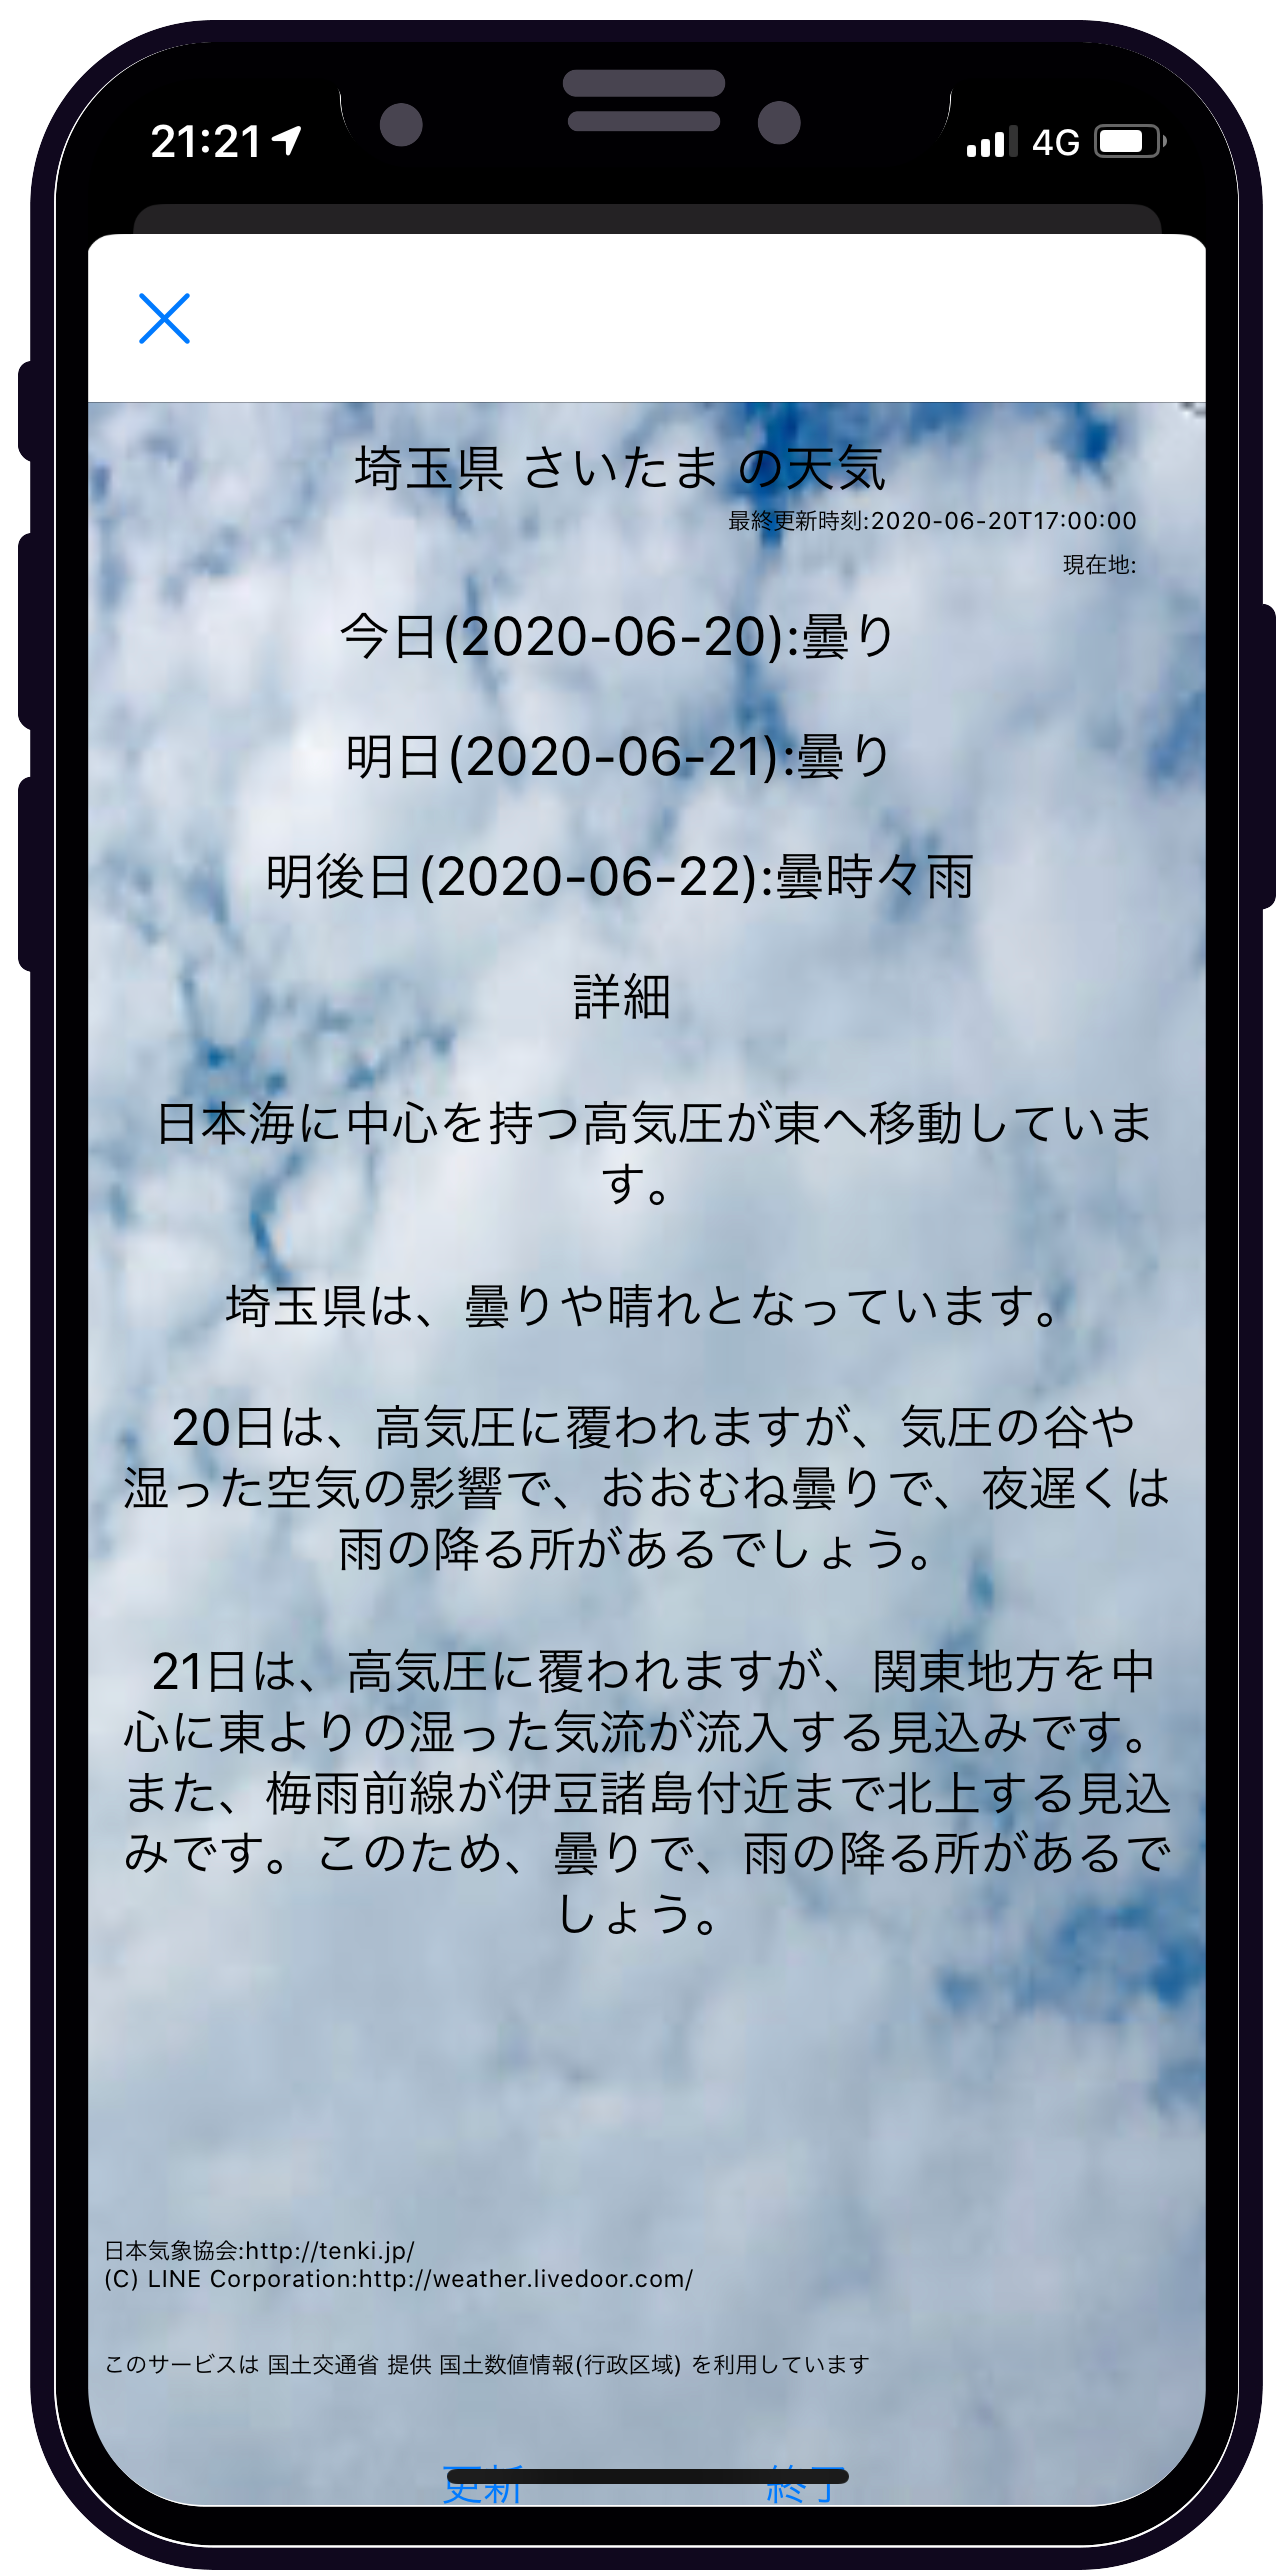 21:21
4G
埼玉県 さいたま の天気
最終更新時刻:2020-06-20T17:00:00
現在地:
今日(2020-06-20):曇り
明日(2020-06-21):曇り
明後日(2020-06-22):曇時々雨
詳細
日本海に中心を持つ高気圧が東へ移動していま
す。
埼玉県は、曇りや晴れとなっています。
20日は、高気圧に覆われますが、気圧の谷や
湿った空気の影響で、おおむね曇りで、夜遅くは
雨の降る所があるでしょう。
21日は、高気圧に覆われますが、関東地方を中
心に東よりの湿った気流が流入する見込みです。
また、梅雨前線が伊豆諸島付近まで北上する見込
みです。このため、曇りで、雨の降る所があるで
しょう。
日本気象協会:http://tenki.jp/
(C) LINE Corporation:http://weather.livedoor.com/
このサービスは 国土交通省 提供 国土数値情報(行政区域) を利用しています
更新 終了